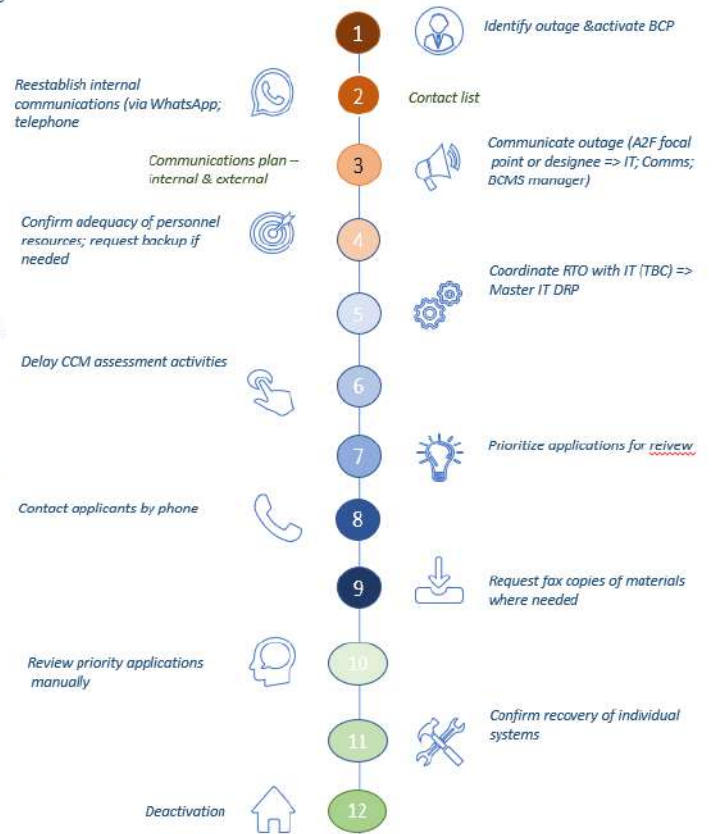 1
Identify outage &activate BCP
Reestablish internal
communications (via WhatsApp;
telephone
2
Contact list
Communications plan –
internal & external
3
Communicate outage (A2F focal
point or designee => IT; Comms;
BCMS manager)
Confirm adequacy of personnel
resources; request backup if
needed
4
5
Coordinate RTO with IT (TBC) =>
Master IT DRP
Delay CCM assessment activities
6
7
Prioritize applications for reivew
Contact applicants by phone
8
9
Request fax copies of materials
where needed
Review priority applications
manually
10
11
Confirm recovery of individual
systems
Deactivation
12